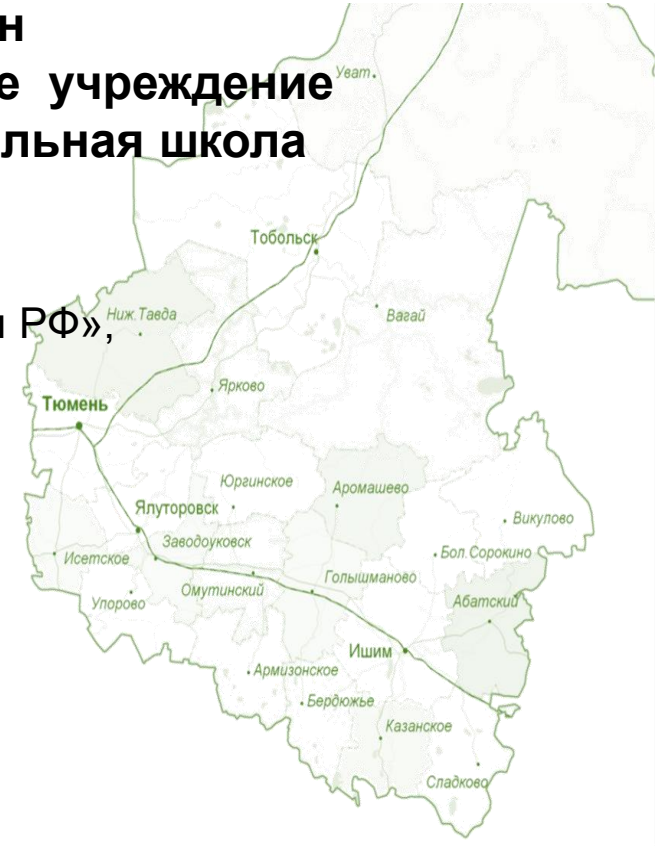 н
е учреждение
льная школа
и РФ»,
Уват
Тобольск
Ниж.Тавда
Вагай
Ярково
Тюмень
Юргинское
Аромашево
Ялуторовск
Викулово
Заводоуковск
Бол.Сорокино
Исетское
Голышманово
Омутинский
Абатский
Упорово
Ишим
Армизонское
Бердюжье
Казанское
Сладково